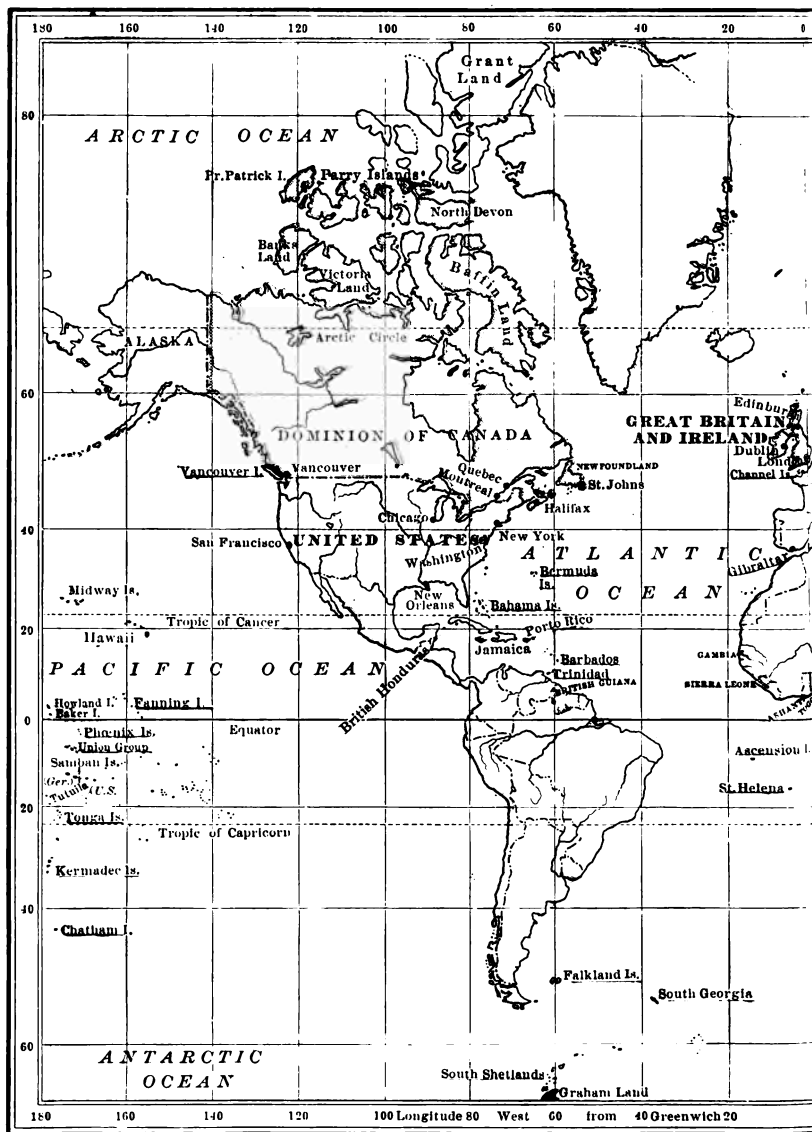 180 160 140 120 100 80 60 40 20 0
Grant
Land
80
ARCTIC OCEAN
Pr. Patrick I.
Parry Islands
North Devon
Banks
Land
Victoria
Land
Baffin Land
ALASKA
Arctic Circle
60
Edinburg
GREAT BRITAIN
AND IRELAND
DOMINION OF CANADA
Dublin
Lond
Channel Is.
Vancouver I.
Vancouver
Quebec
Montreal
NEWFOUNDLAND
St. Johns
Halifax
Chicago
40
San Francisco
UNITED STATES
New York
Washington
ATLANTIC
OCEAN
Gibraltar
Bermuda
Is.
Midway Is.
New
Orleans
Bahama Is.
Tropic of Cancer
20
Hawaii
Porto Rico
Jamaica
GAMBIA
PACIFIC OCEAN
British Honduras
Barbados
Trinidad
BRITISH GUIANA
SIERRA LEONE
Howland I.
Baker I.
Fanning I.
ASHANTI
0
Equator
Phoenix Is.
Union Group
Ascension I.
Samoan Is.
(Ger.)
Tutuila (U.S.
St. Helena
20
Tonga Is.
Tropic of Capricorn
Kermadec Is.
40
Chatham I.
Falkland Is.
South Georgia
60
ANTARCTIC
OCEAN
South Shetlands
Graham Land
180 160 140 120 100 Longitude 80 West 60 from 40 Greenwich 20 0